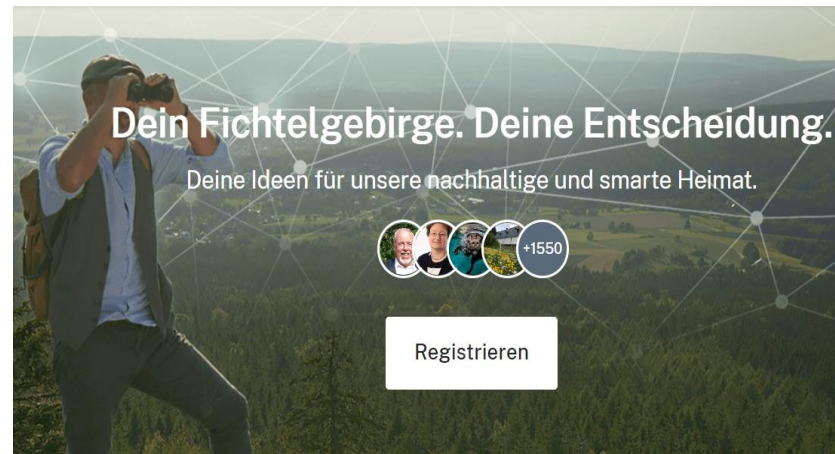 Dein Fichtelgebirge. Deine Entscheidung.
Deine Ideen für unsere nachhaltige und smarte Heimat.
+1550
Registrieren